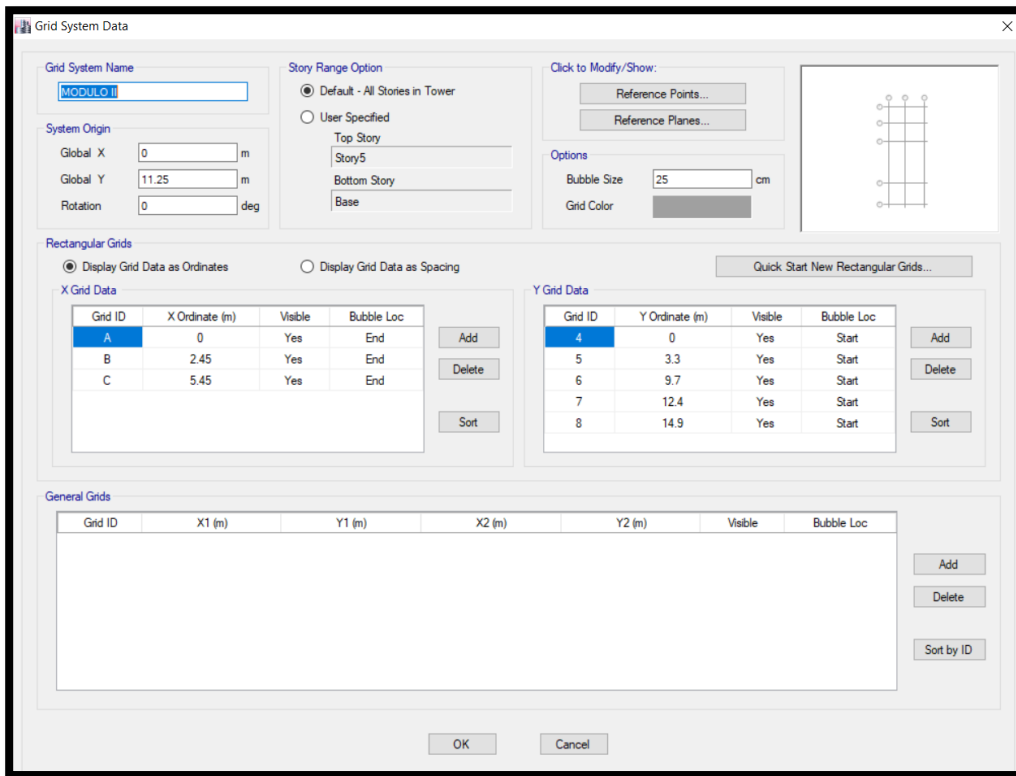 Grid System Data
Grid System Name
MODULO II
System Origin
Global X 0 m
Global Y 11.25 m
Rotation 0 deg
Story Range Option
Default - All Stories in Tower
User Specified
Top Story
Story5
Bottom Story
Base
Click to Modify/Show:
Reference Points...
Reference Planes...
Options
Bubble Size 25 cm
Grid Color
Rectangular Grids
Display Grid Data as Ordinates Display Grid Data as Spacing Quick Start New Rectangular Grids...
X Grid Data
Grid ID X Ordinate (m) Visible Bubble Loc
A 0 Yes End
B 2.45 Yes End
C 5.45 Yes End
Add
Delete
Sort
Y Grid Data
Grid ID Y Ordinate (m) Visible Bubble Loc
4 0 Yes Start
5 3.3 Yes Start
6 9.7 Yes Start
7 12.4 Yes Start
8 14.9 Yes Start
Add
Delete
Sort
General Grids
Grid ID X1 (m) Y1 (m) X2 (m) Y2 (m) Visible Bubble Loc
Add
Delete
Sort by ID
OK Cancel